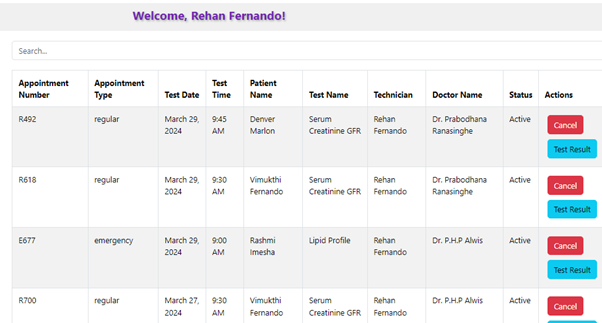 Welcome, Rehan Fernando!
Search...
Appointment Number Appointment Type Test Date Test Time Patient Name Test Name Technician Doctor Name Status Actions
R492 regular March 29, 2024 9:45 AM Denver Marlon Serum Creatinine GFR Rehan Fernando Dr. Prabodhana Ranasinghe Active Cancel
Test Result
R618 regular March 29, 2024 9:30 AM Vimukthi Fernando Serum Creatinine GFR Rehan Fernando Dr. Prabodhana Ranasinghe Active Cancel
Test Result
E677 emergency March 29, 2024 9:00 AM Rashmi Imesha Lipid Profile Rehan Fernando Dr. P.H.P Alwis Active Cancel
Test Result
R700 regular March 27, 2024 9:30 AM Vimukthi Fernando Serum Creatinine GFR Rehan Fernando Dr. P.H.P Alwis Active Cancel